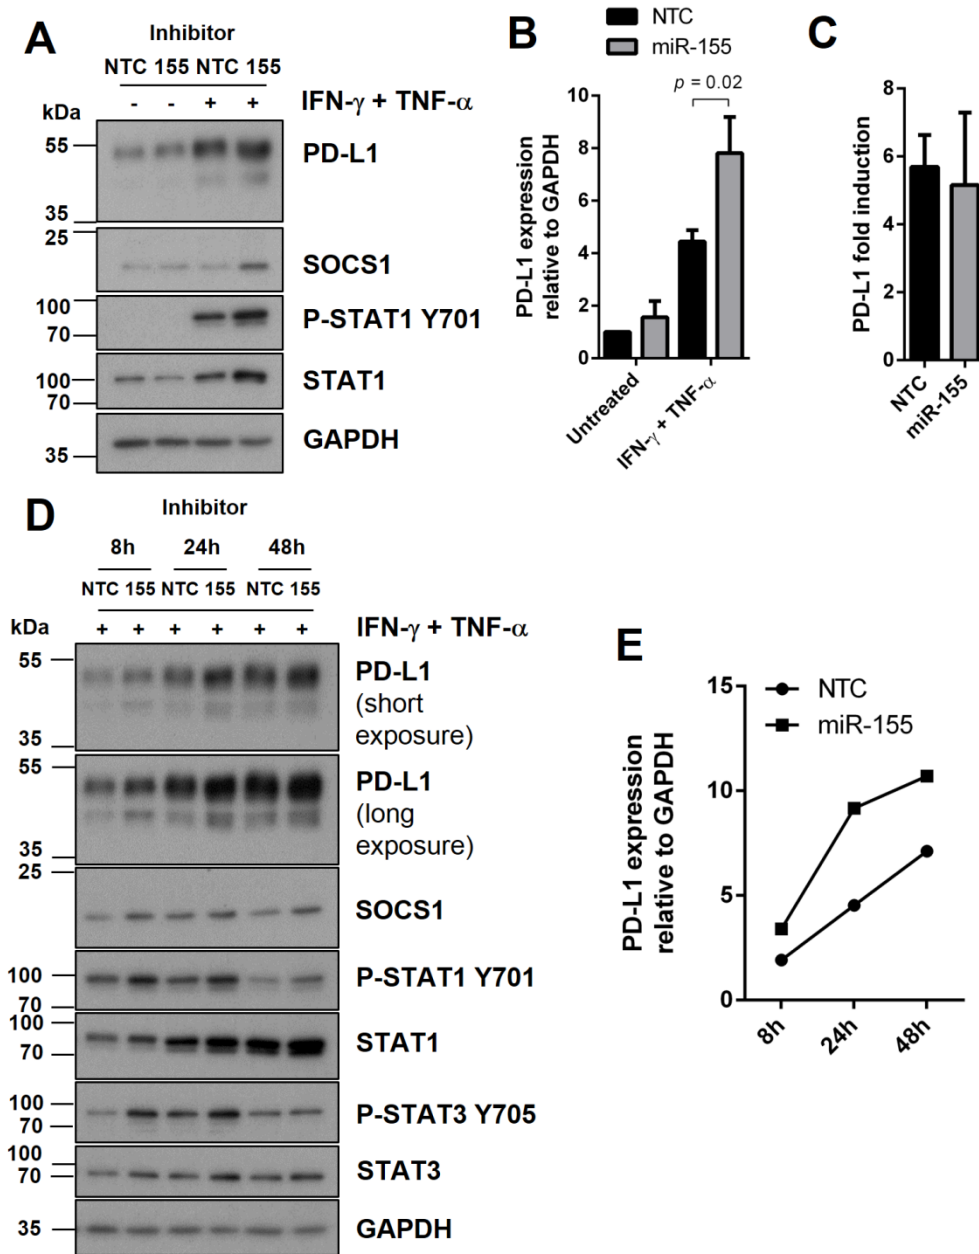 A
Inhibitor
NTC 155 NTC 155
- - + + IFN-γ + TNF-α
kDa
55 PD-L1
35
25
SOCS1
100 P-STAT1 Y701
70
100 STAT1
70
GAPDH
35
B
NTC
miR-155
p = 0.02
PD-L1 expression
relative to GAPDH
10
8
6
4
2
0
Untreated
IFN-γ + TNF-α
C
PD-L1 fold induction
8
6
4
2
0
NTC
miR-155
D
Inhibitor
8h 24h 48h
NTC 155 NTC 155 NTC 155
kDa + + + + + + IFN-γ + TNF-α
55 PD-L1
(short
35 exposure)
55 PD-L1
(long
35 exposure)
25
SOCS1
100 P-STAT1 Y701
70
100 STAT1
70
100 P-STAT3 Y705
70
100 STAT3
70
35 GAPDH
E
NTC
miR-155
PD-L1 expression
relative to GAPDH
15
10
5
0
8h
24h
48h